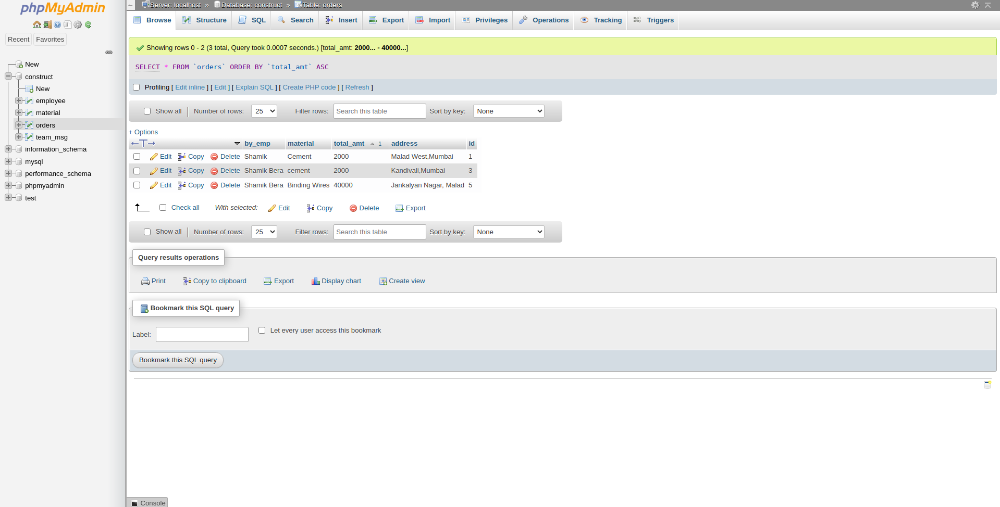 phpMyAdmin
Recent Favorites
New
construct
New
employee
material
orders
team_msg
information_schema
mysql
performance_schema
phpmyadmin
test
Server: localhost » Database: construct » Table: orders
Browse Structure SQL Search Insert Export Import Privileges Operations Tracking Triggers
Showing rows 0 - 2 (3 total, Query took 0.0007 seconds.) [total_amt: 2000... - 40000...]
SELECT * FROM `orders` ORDER BY `total_amt` ASC
Profiling [ Edit inline ] [ Edit ] [ Explain SQL ] [ Create PHP code ] [ Refresh ]
Show all Number of rows: 25 Filter rows: Search this table Sort by key: None
+ Options
by_emp material total_amt 1 address id
Edit Copy Delete Shamik Cement 2000 Malad West,Mumbai 1
Edit Copy Delete Shamik Bera cement 2000 Kandivali,Mumbai 3
Edit Copy Delete Shamik Bera Binding Wires 40000 Jankalyan Nagar, Malad 5
Check all With selected: Edit Copy Delete Export
Show all Number of rows: 25 Filter rows: Search this table Sort by key: None
Query results operations
Print Copy to clipboard Export Display chart Create view
Bookmark this SQL query
Label: Let every user access this bookmark
Bookmark this SQL query
Console